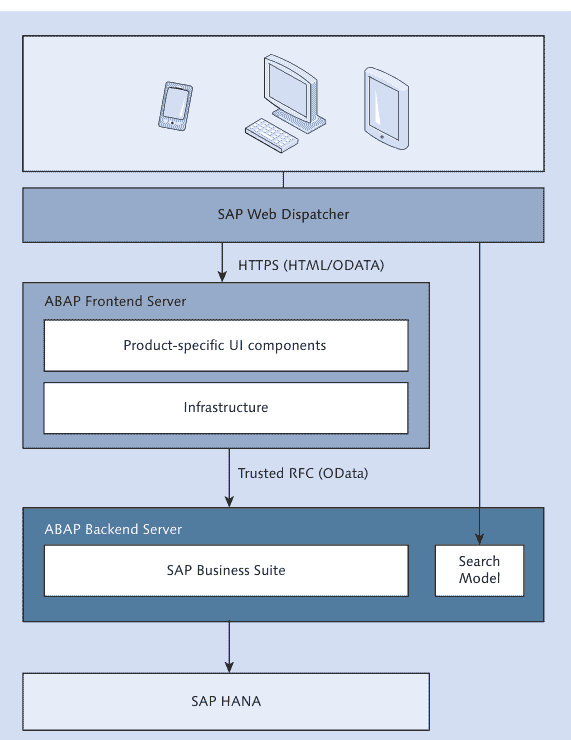 SAP Web Dispatcher
HTTPS (HTML/ODATA)
ABAP Frontend Server
Product-specific UI components
Infrastructure
Trusted RFC (OData)
ABAP Backend Server
SAP Business Suite
Search
Model
SAP HANA